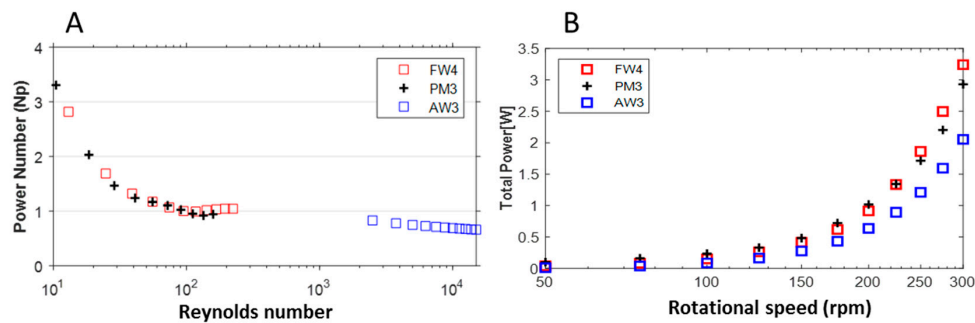 A
Power Number (Np)
4
3
2
1
0
10¹
10²
10³
10⁴
Reynolds number
FW4
PM3
AW3
B
Total Power[W]
3.5
3
2.5
2
1.5
1
0.5
0
50
100
150
200
250
300
Rotational speed (rpm)
FW4
PM3
AW3